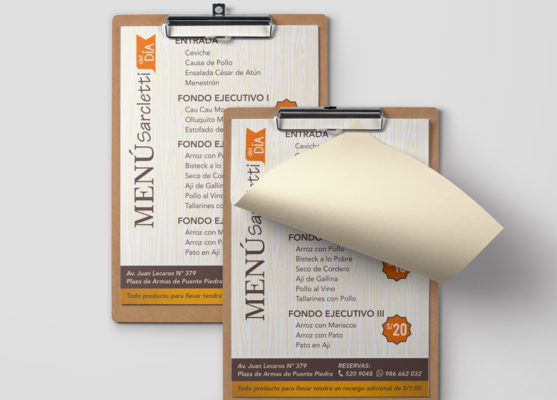 ENTRADA
Ceviche
Causa de Pollo
Ensalada César de Atún
Menestrón
FONDO EJECUTIVO I
Cau Cau
Olluquito
Estofado de
FONDO
Arroz con
Bisteck a lo
Seco de
Ají de Gallina
Pollo al Vino
Tallarines con
FONDO
Arroz con
Arroz con
Pato en Ají
MENÚ Sarcletti
del DÍA
Av. Juan Lecaros N° 379
Plaza de Armas de Puente Piedra
Todo producto para llevar tendrá
ENTRADA
Ceviche
MENÚ Sarcletti
del DÍA
Arroz con Pollo
Bisteck a lo Pobre
Seco de Cordero
Ají de Gallina
Pollo al Vino
Tallarines con Pollo
FONDO EJECUTIVO III
Arroz con Mariscos
Arroz con Pato
Pato en Ají
S/20
Av. Juan Lecaros N° 379
Plaza de Armas de Puente Piedra
RESERVAS:
520 9048 986 662 032
Todo producto para llevar tendrá un recargo adicional de S/1.00